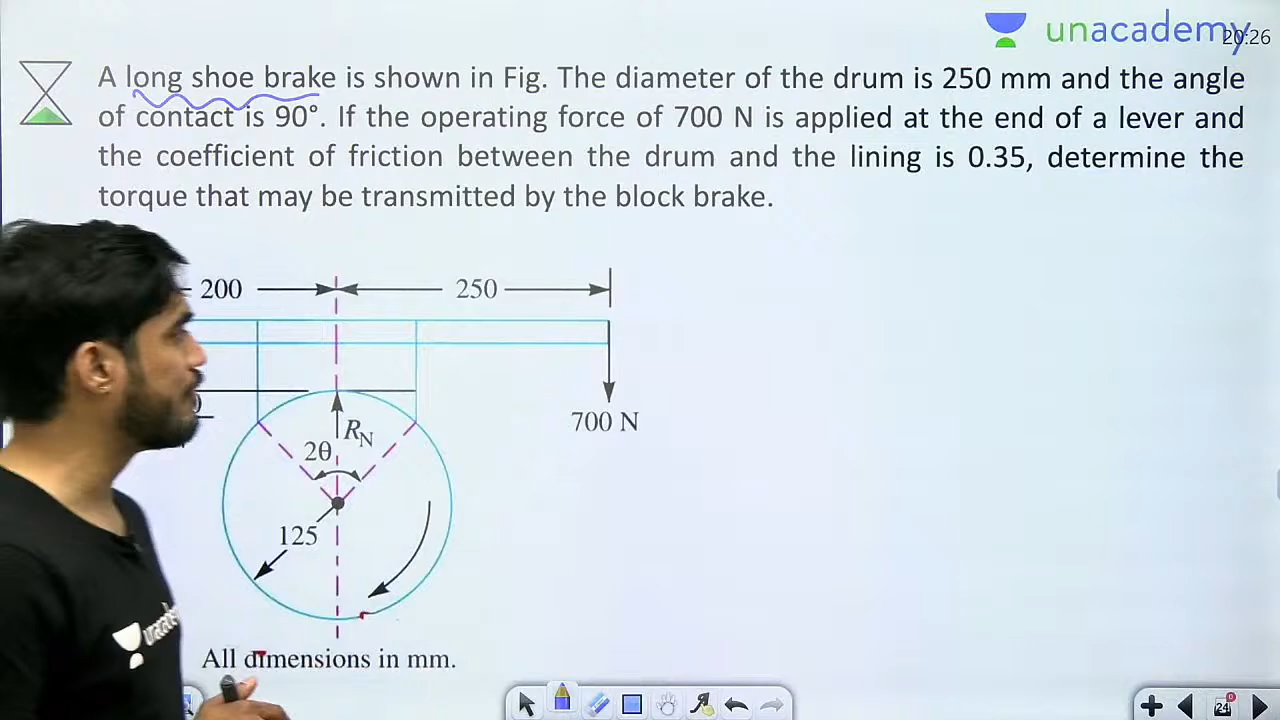 unacademy
20:26
A long shoe brake is shown in Fig. The diameter of the drum is 250 mm and the angle
of contact is 90°. If the operating force of 700 N is applied at the end of a lever and
the coefficient of friction between the drum and the lining is 0.35, determine the
torque that may be transmitted by the block brake.
200 250
700 N
R_N
2θ
125
All dimensions in mm.
24